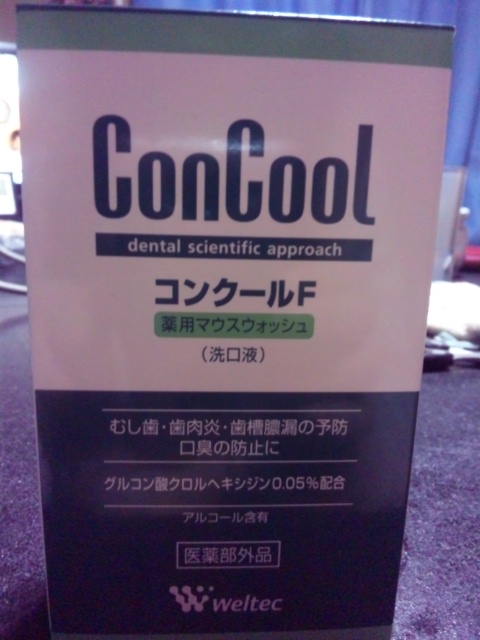 ConCool
dental scientific approach
コンクールF
薬用マウスウォッシュ
（洗口液）
むし歯・歯肉炎・歯槽膿漏の予防
口臭の防止に
グルコン酸クロルヘキシジン0.05%配合
アルコール含有
医薬部外品
weltec